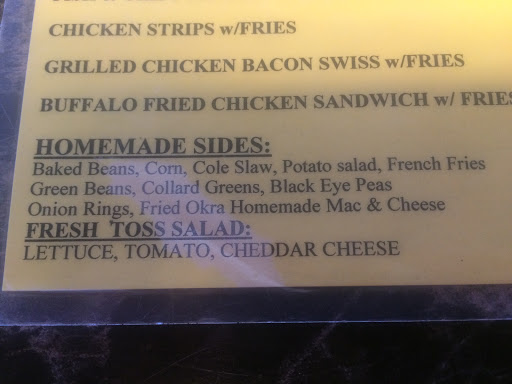 CHICKEN STRIPS w/FRIES
GRILLED CHICKEN BACON SWISS w/FRIES
BUFFALO FRIED CHICKEN SANDWICH w/ FRIES
HOMEMADE SIDES:
Baked Beans, Corn, Cole Slaw, Potato salad, French Fries
Green Beans, Collard Greens, Black Eye Peas
Onion Rings, Fried Okra Homemade Mac & Cheese
FRESH TOSS SALAD:
LETTUCE, TOMATO, CHEDDAR CHEESE